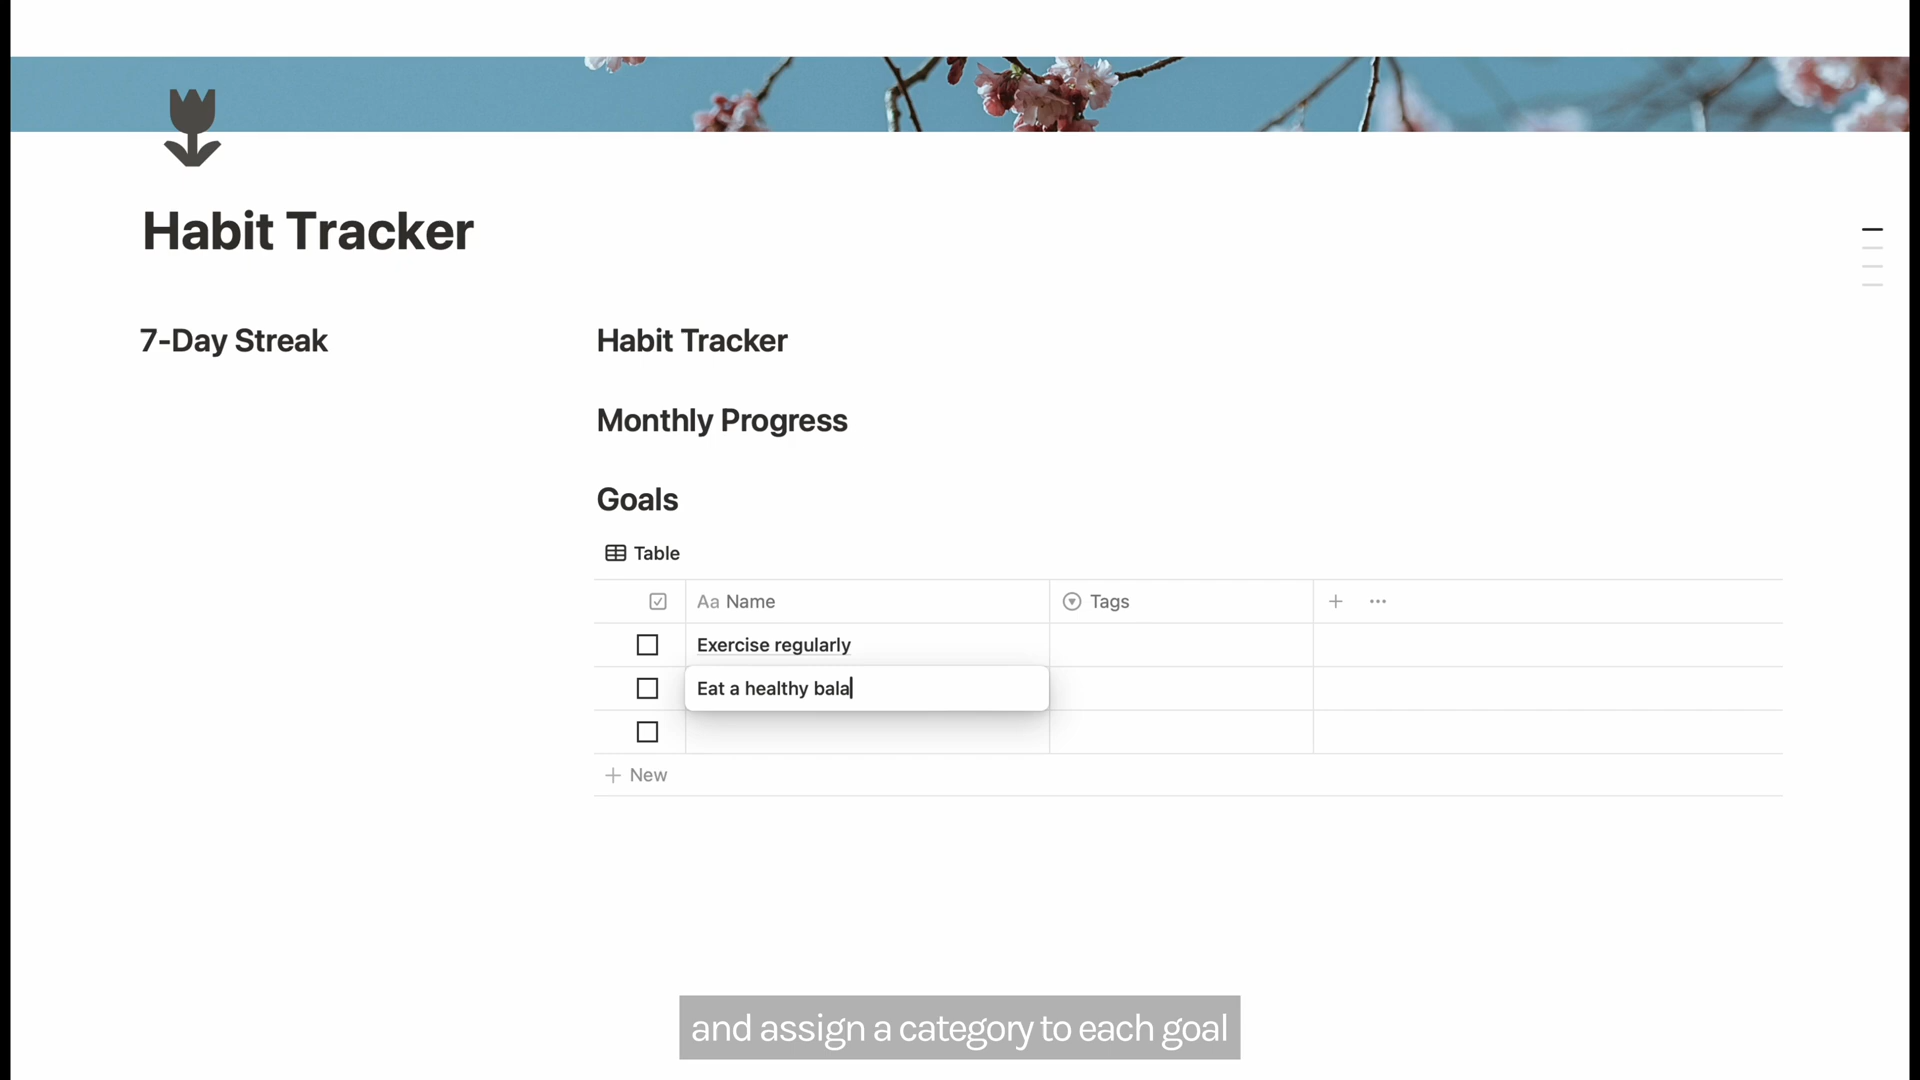 Habit Tracker
7-Day Streak
Habit Tracker
Monthly Progress
Goals
Table
Aa Name
Tags
Exercise regularly
Eat a healthy bala
New
and assign a category to each goal